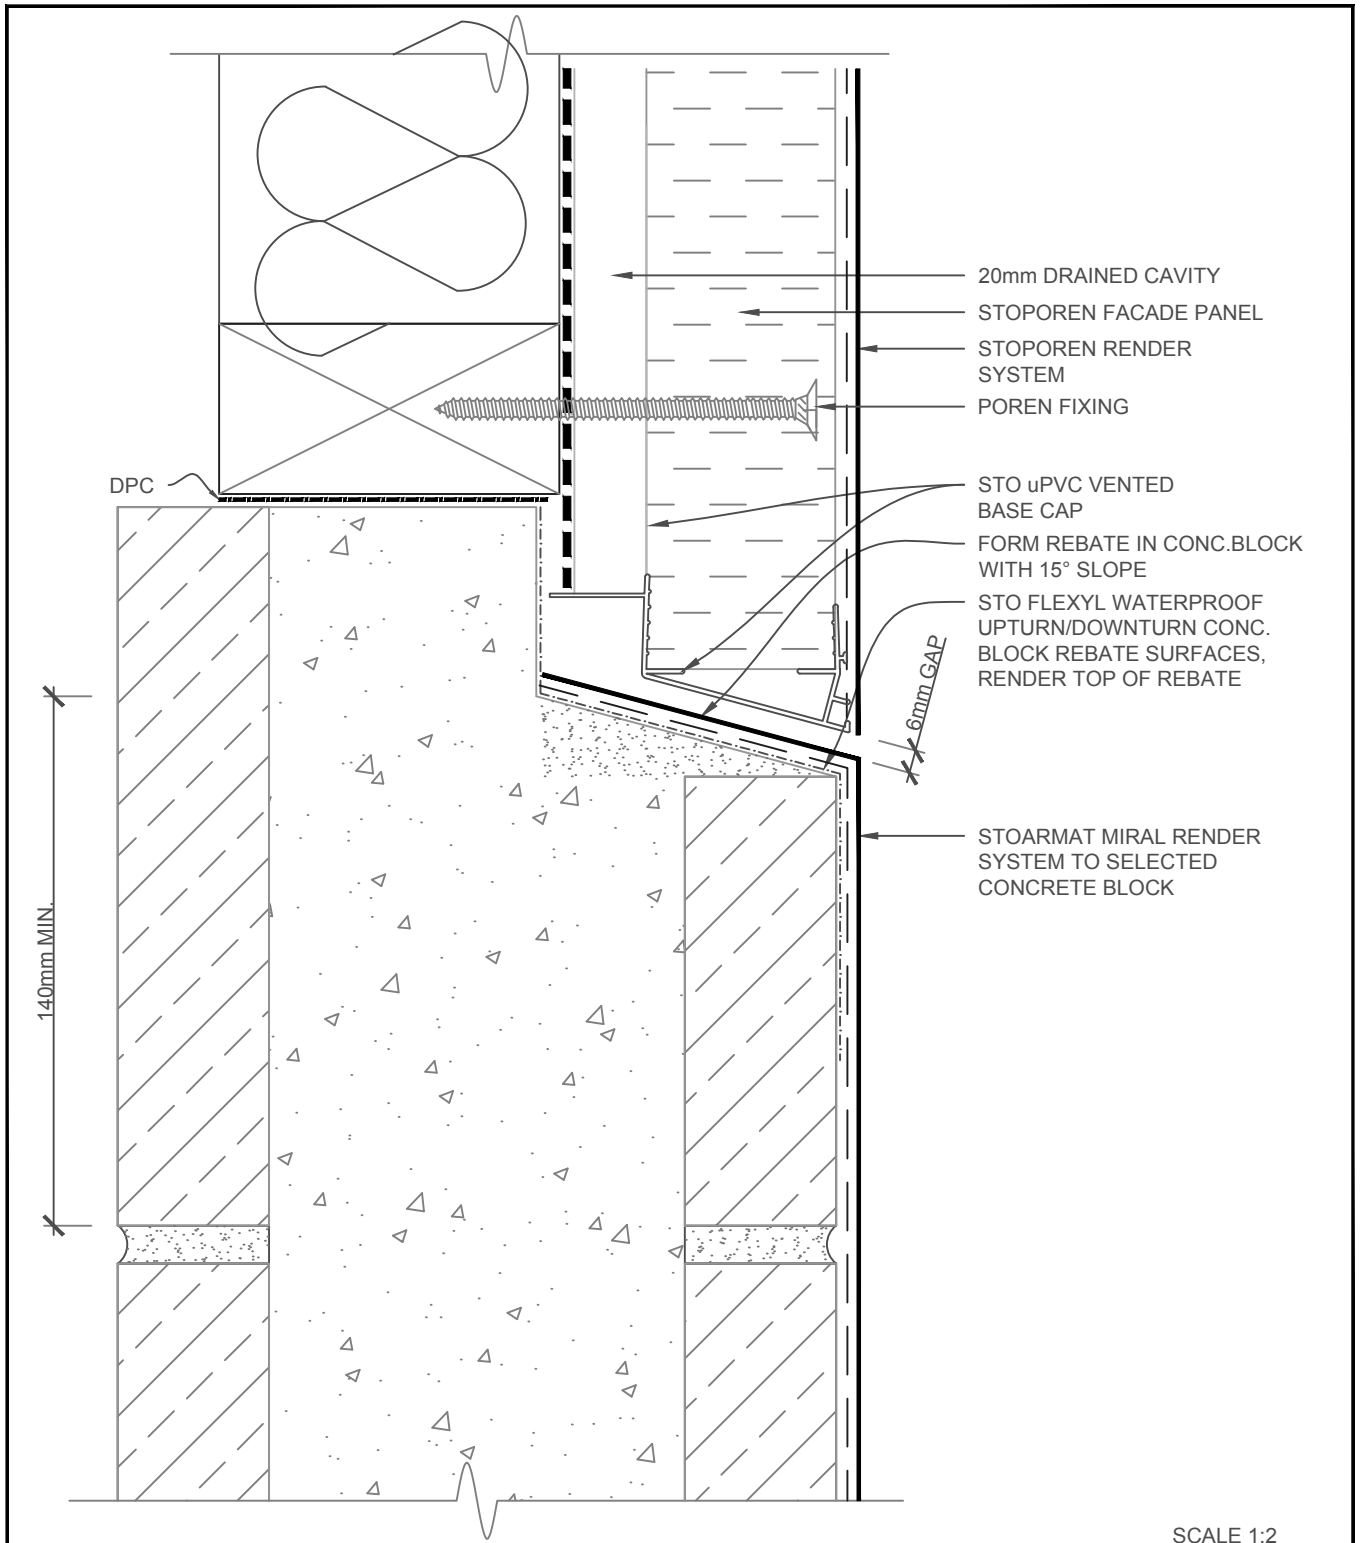 20mm DRAINED CAVITY
STOPOREN FACADE PANEL
STOPOREN RENDER
SYSTEM
POREN FIXING
DPC
STO uPVC VENTED
BASE CAP
FORM REBATE IN CONC.BLOCK
WITH 15° SLOPE
STO FLEXYL WATERPROOF
UPTURN/DOWNTURN CONC.
BLOCK REBATE SURFACES,
RENDER TOP OF REBATE
6mm GAP
STOARMAT MIRAL RENDER
SYSTEM TO SELECTED
CONCRETE BLOCK
140mm MIN.
SCALE 1:2